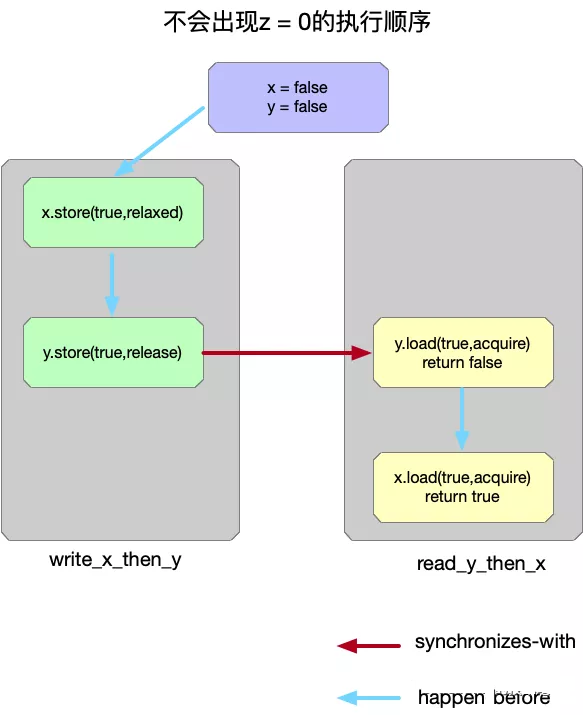 不会出现z = 0的执行顺序
x = false
y = false
x.store(true,relaxed)
y.store(true,release)
y.load(true,acquire)
return false
x.load(true,acquire)
return true
write_x_then_y
read_y_then_x
synchronizes-with
happen before